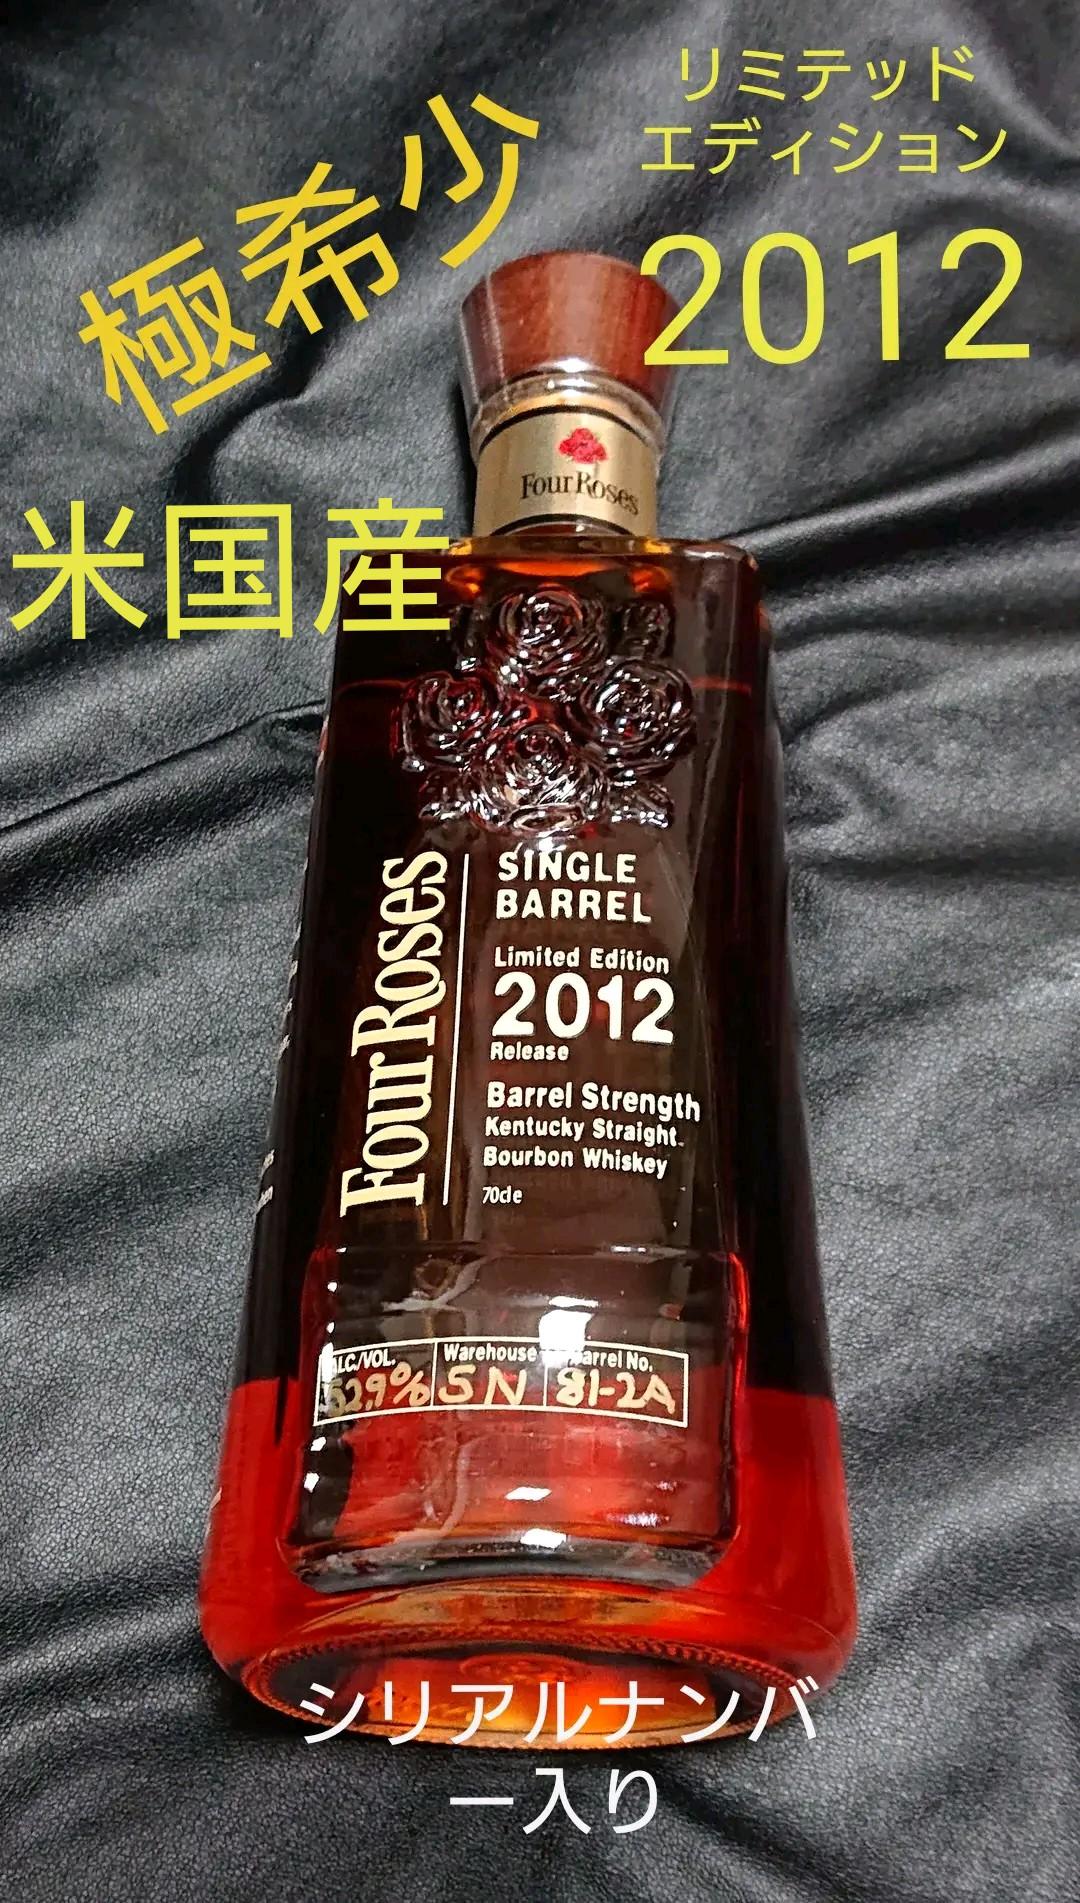 リミテッド
エディション
2012
極希少
米国産
Four Roses
Four Roses
SINGLE
BARREL
Limited Edition
2012
Release
Barrel Strength
Kentucky Straight
Bourbon Whiskey
70cle
ALC./VOL.
52.9%
Warehouse
SN
Barrel No.
81-2A
シリアルナンバ
ー入り